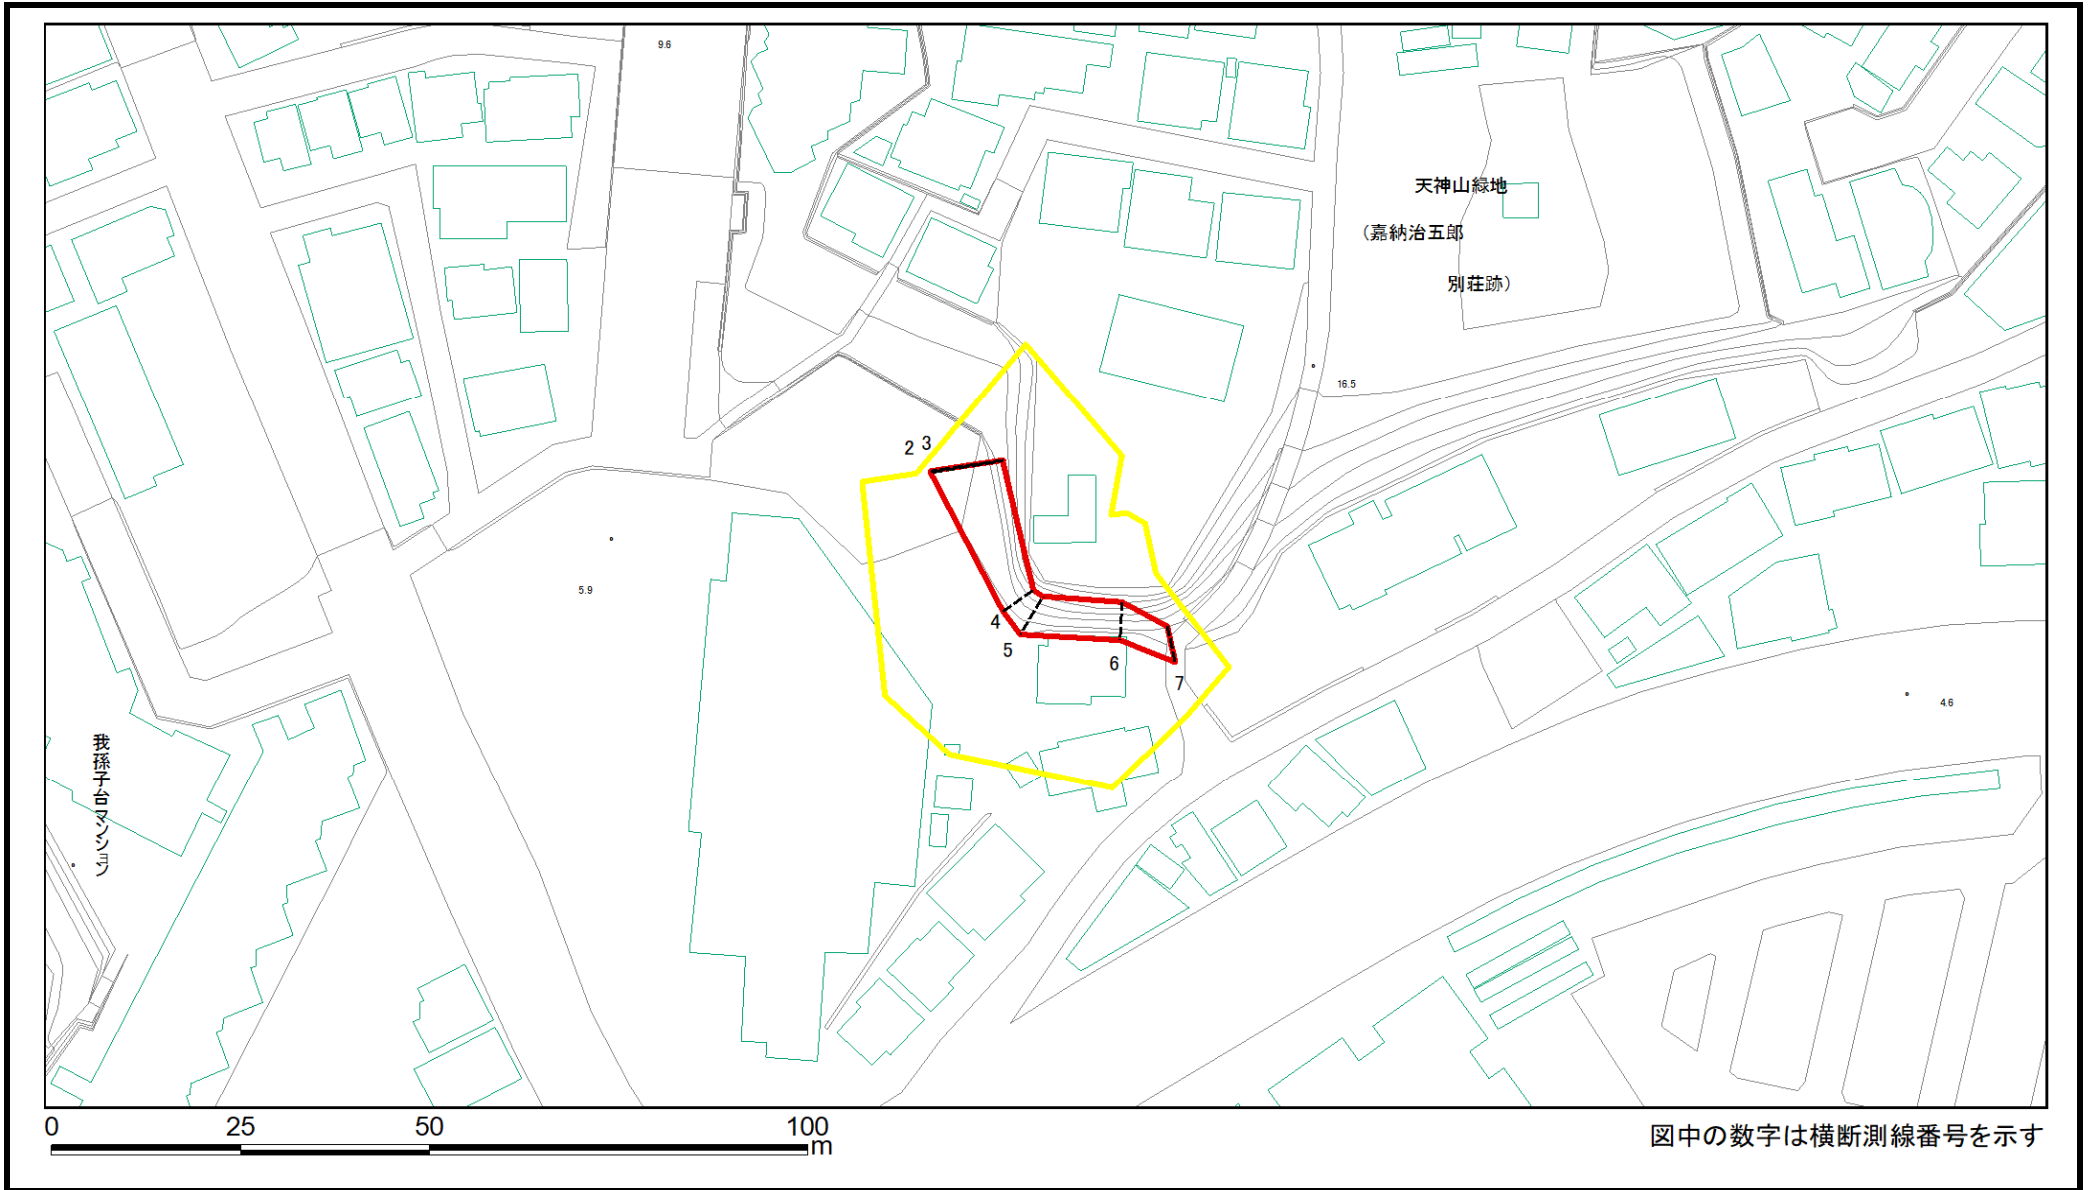 9.6
天神山緑地
（嘉納治五郎
別荘跡）
16.5
2 3
5.9
4
5
6
7
4.6
我孫子台マンション
0 25 50 100
m
図中の数字は横断測線番号を示す